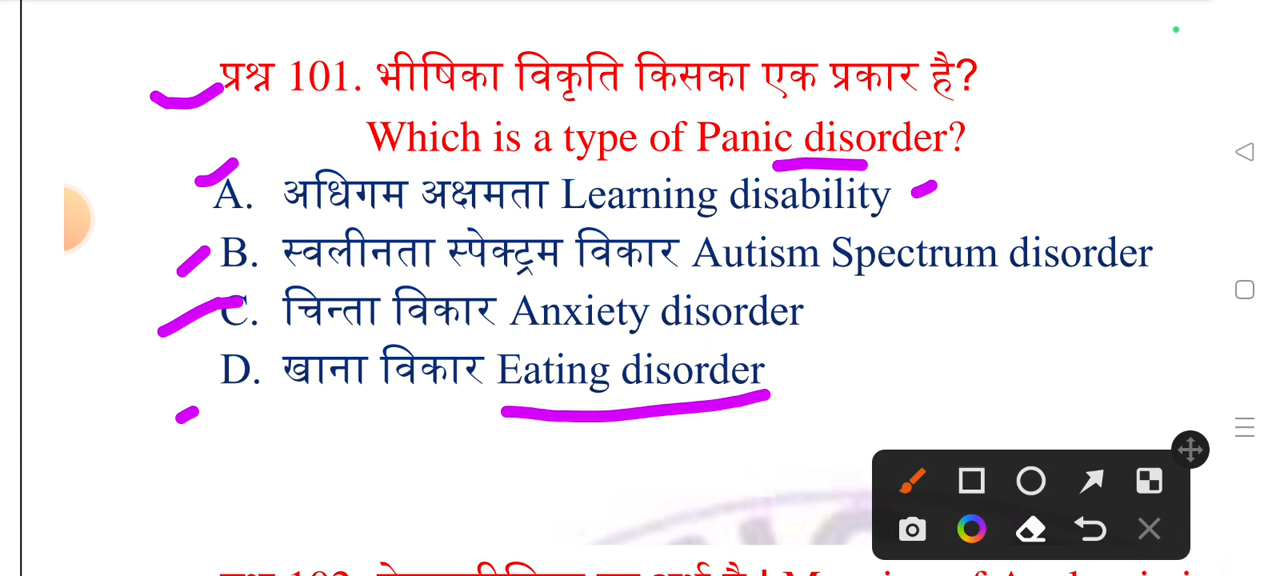 प्रश्न 101. भीषिका विकृति किसका एक प्रकार है?
Which is a type of Panic disorder?
A. अधिगम अक्षमता Learning disability
B. स्वलीनता स्पेक्ट्रम विकार Autism Spectrum disorder
C. चिन्ता विकार Anxiety disorder
D. खाना विकार Eating disorder